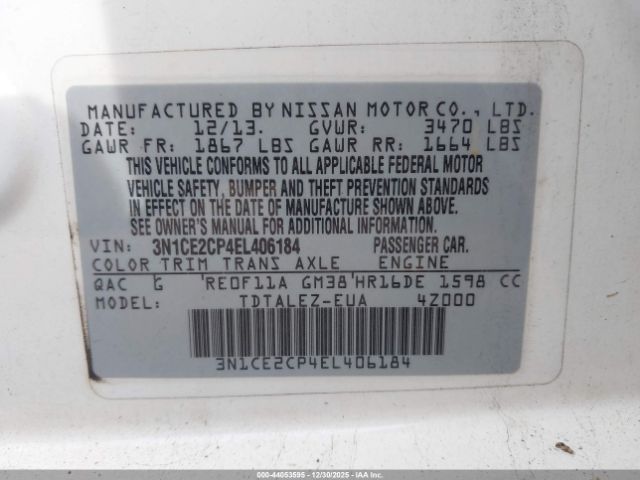 MANUFACTURED BY NISSAN MOTOR CO., LTD.
DATE: 12/13. GVWR: 3470 LBS
GAWR FR: 1867 LBS GAWR RR: 1664 LBS
THIS VEHICLE CONFORMS TO ALL APPLICABLE FEDERAL MOTOR
VEHICLE SAFETY, BUMPER AND THEFT PREVENTION STANDARDS
IN EFFECT ON THE DATE OF MANUFACTURE SHOWN ABOVE.
SEE OWNER'S MANUAL FOR ADDITIONAL INFORMATION.
VIN: 3N1CE2CP4EL406184 PASSENGER CAR.
COLOR TRIM TRANS AXLE ENGINE
QAC G 'RE0F11A GM38'HR16DE 1598 CC
MODEL: TDTALEZ-EUA 4Z000
3N1CE2CP4EL406184
000-44053595 - 12/30/2025 - IAAI.COM